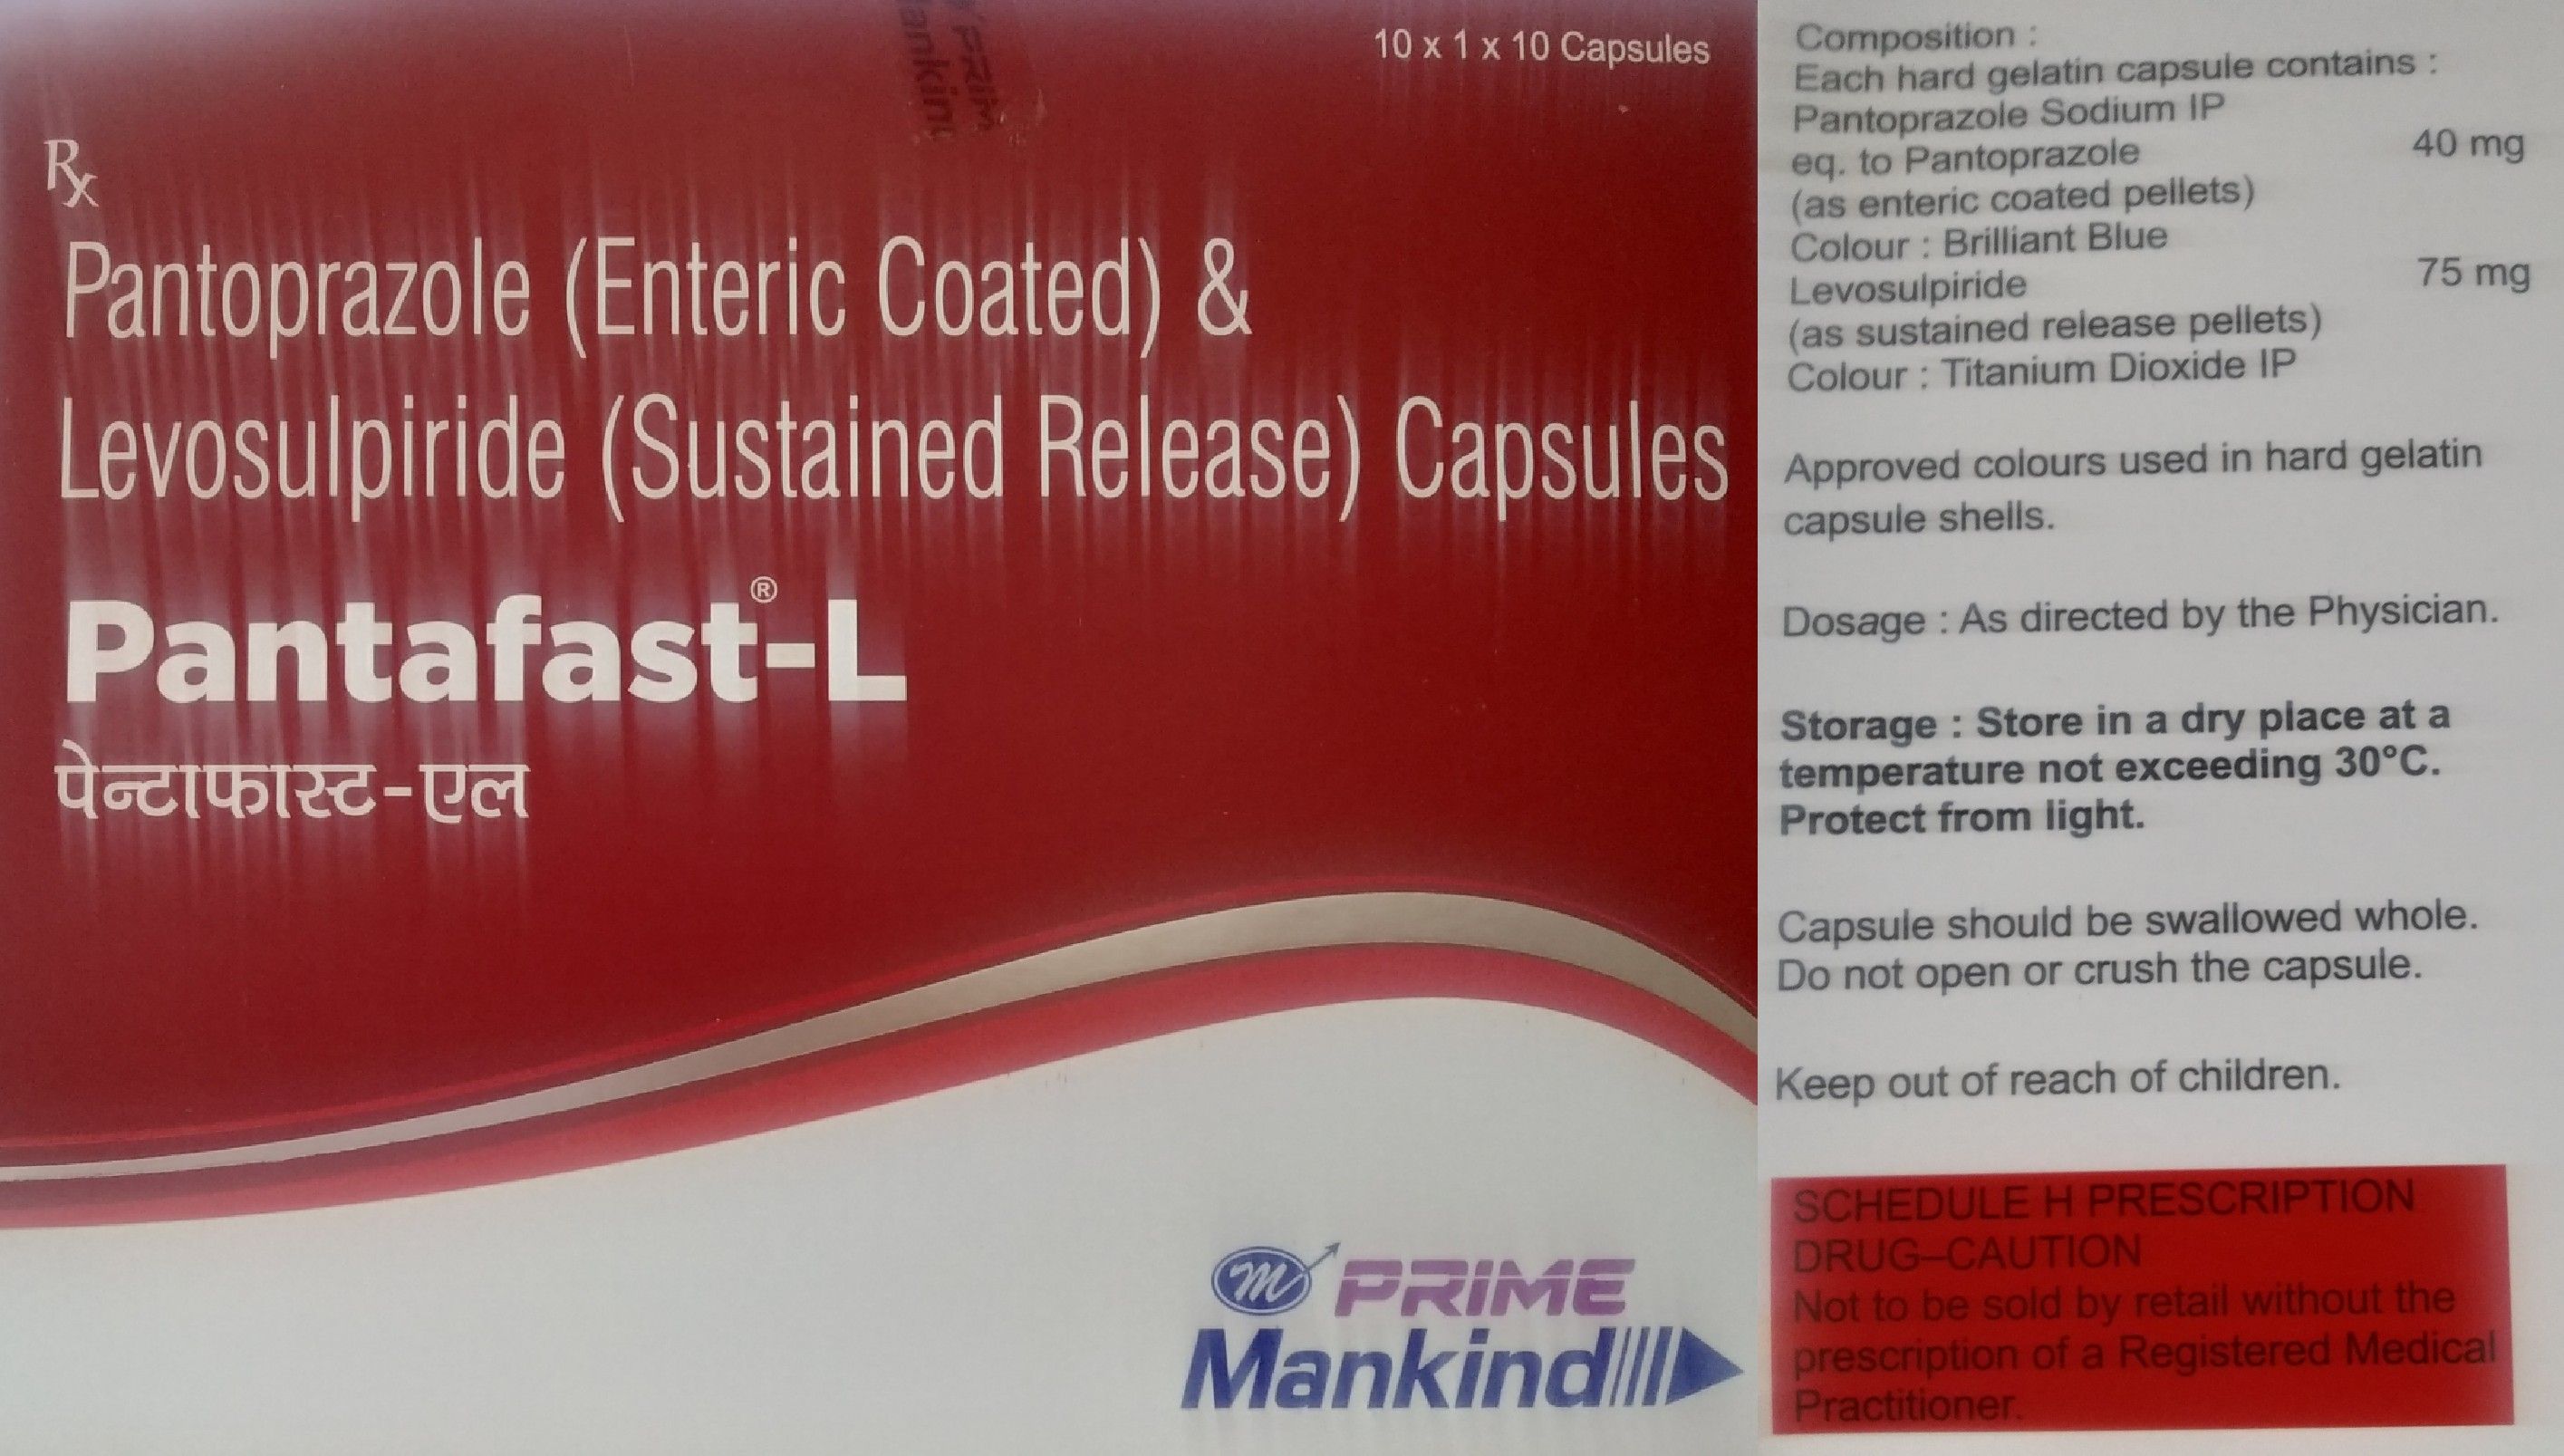 10 x 1 x 10 Capsules
Rx
Pantoprazole (Enteric Coated) &
Levosulpiride (Sustained Release) Capsules
Pantafast®-L
पेन्टाफास्ट-एल
m PRIME
Mankind
Composition :
Each hard gelatin capsule contains :
Pantoprazole Sodium IP
eq. to Pantoprazole 40 mg
(as enteric coated pellets)
Colour : Brilliant Blue
Levosulpiride 75 mg
(as sustained release pellets)
Colour : Titanium Dioxide IP
Approved colours used in hard gelatin
capsule shells.
Dosage : As directed by the Physician.
Storage : Store in a dry place at a
temperature not exceeding 30°C.
Protect from light.
Capsule should be swallowed whole.
Do not open or crush the capsule.
Keep out of reach of children.
SCHEDULE H PRESCRIPTION
DRUG–CAUTION
Not to be sold by retail without the
prescription of a Registered Medical
Practitioner.